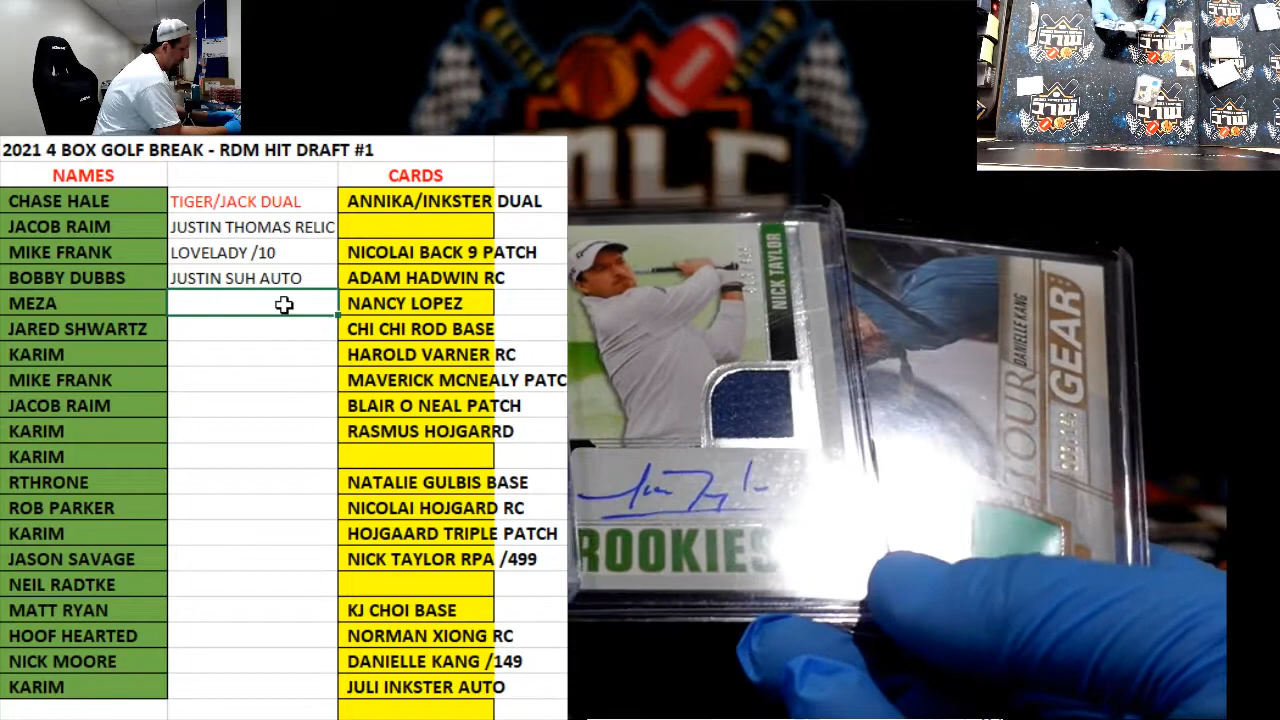 2021 4 BOX GOLF BREAK - RDM HIT DRAFT #1
NAMES CARDS
CHASE HALE TIGER/JACK DUAL ANNIKA/INKSTER DUAL
JACOB RAIM JUSTIN THOMAS RELIC
MIKE FRANK LOVELADY /10 NICOLAI BACK 9 PATCH
BOBBY DUBBS JUSTIN SUH AUTO ADAM HADWIN RC
MEZA NANCY LOPEZ
JARED SHWARTZ CHI CHI ROD BASE
KARIM HAROLD VARNER RC
MIKE FRANK MAVERICK MCNEALY PATC
JACOB RAIM BLAIR O NEAL PATCH
KARIM RASMUS HOJGARRD
KARIM
RTHRONE NATALIE GULBIS BASE
ROB PARKER NICOLAI HOJGARD RC
KARIM HOJGAARD TRIPLE PATCH
JASON SAVAGE NICK TAYLOR RPA /499
NEIL RADTKE
MATT RYAN KJ CHOI BASE
HOOF HEARTED NORMAN XIONG RC
NICK MOORE DANIELLE KANG /149
KARIM JULI INKSTER AUTO
MLC
NICK TAYLOR
ROOKIES
DANIELLE KANG
TOUR
GEAR